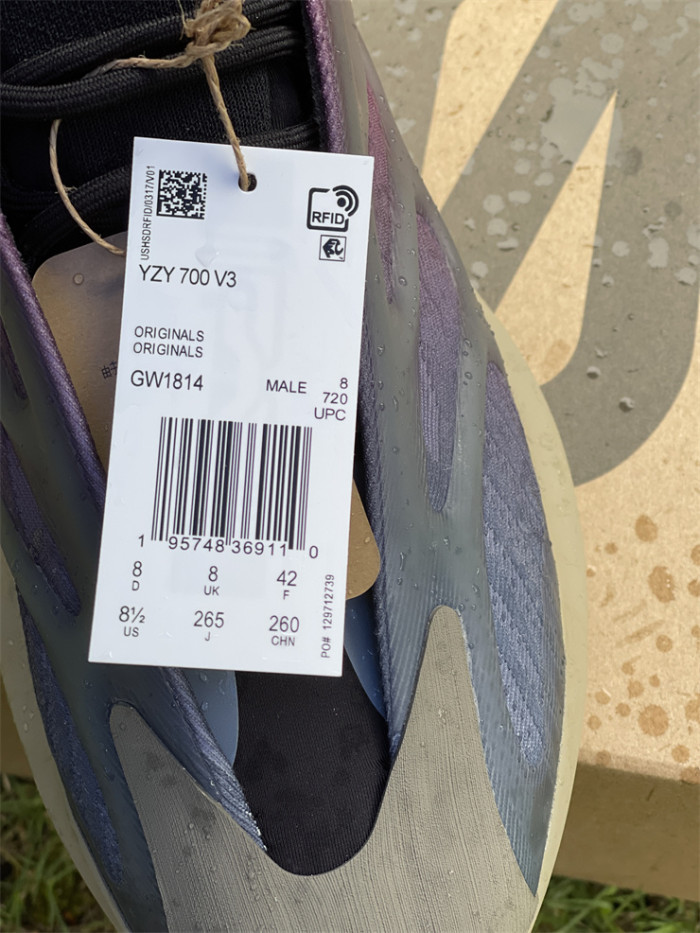 USHSDRFID/0317/V01
RFID
YZY 700 V3
ORIGINALS
ORIGINALS
GW1814
MALE 8
720
UPC
1 95748 36911 0
8 8 42
D UK F
8½ 265 260
US J CHN
PO# 129712739